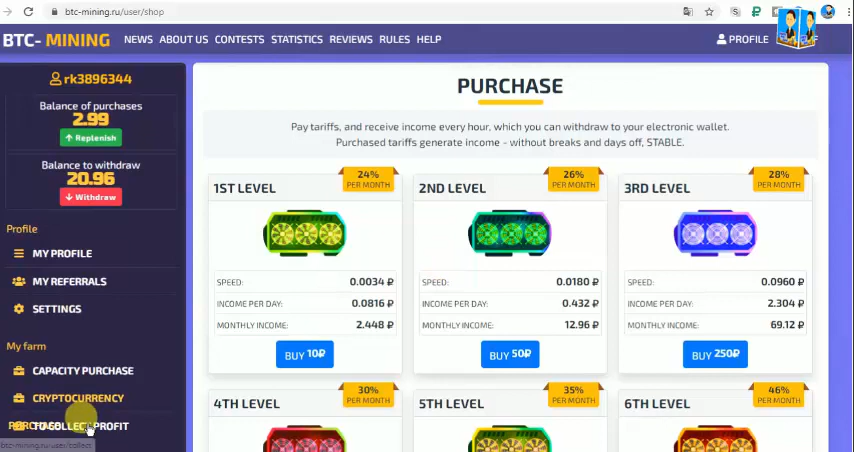 btc-mining.ru/user/shop
BTC- MINING
NEWS ABOUT US CONTESTS STATISTICS REVIEWS RULES HELP
PROFILE
rk3896344
Balance of purchases
2.99
Replenish
Balance to withdraw
20.96
Withdraw
Profile
MY PROFILE
MY REFERRALS
SETTINGS
My farm
CAPACITY PURCHASE
CRYPTOCURRENCY
btc-mining.ru/user/collect
PURCHASE
Pay tariffs, and receive income every hour, which you can withdraw to your electronic wallet.
Purchased tariffs generate income - without breaks and days off, STABLE.
1ST LEVEL
24%
PER MONTH
SPEED: 0.0034 ₽
INCOME PER DAY: 0.0816 ₽
MONTHLY INCOME: 2.448 ₽
BUY 10₽
2ND LEVEL
26%
PER MONTH
SPEED: 0.0180 ₽
INCOME PER DAY: 0.432 ₽
MONTHLY INCOME: 12.96 ₽
BUY 50₽
3RD LEVEL
28%
PER MONTH
SPEED: 0.0960 ₽
INCOME PER DAY: 2.304 ₽
MONTHLY INCOME: 69.12 ₽
BUY 250₽
4TH LEVEL
30%
PER MONTH
5TH LEVEL
35%
PER MONTH
6TH LEVEL
46%
PER MONTH